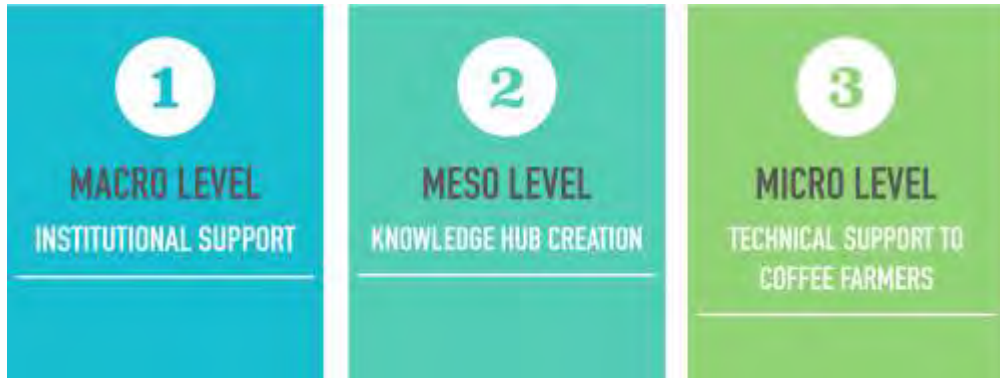 1
MACRO LEVEL
INSTITUTIONAL SUPPORT
2
MESO LEVEL
KNOWLEDGE HUB CREATION
3
MICRO LEVEL
TECHNICAL SUPPORT TO
COFFEE FARMERS